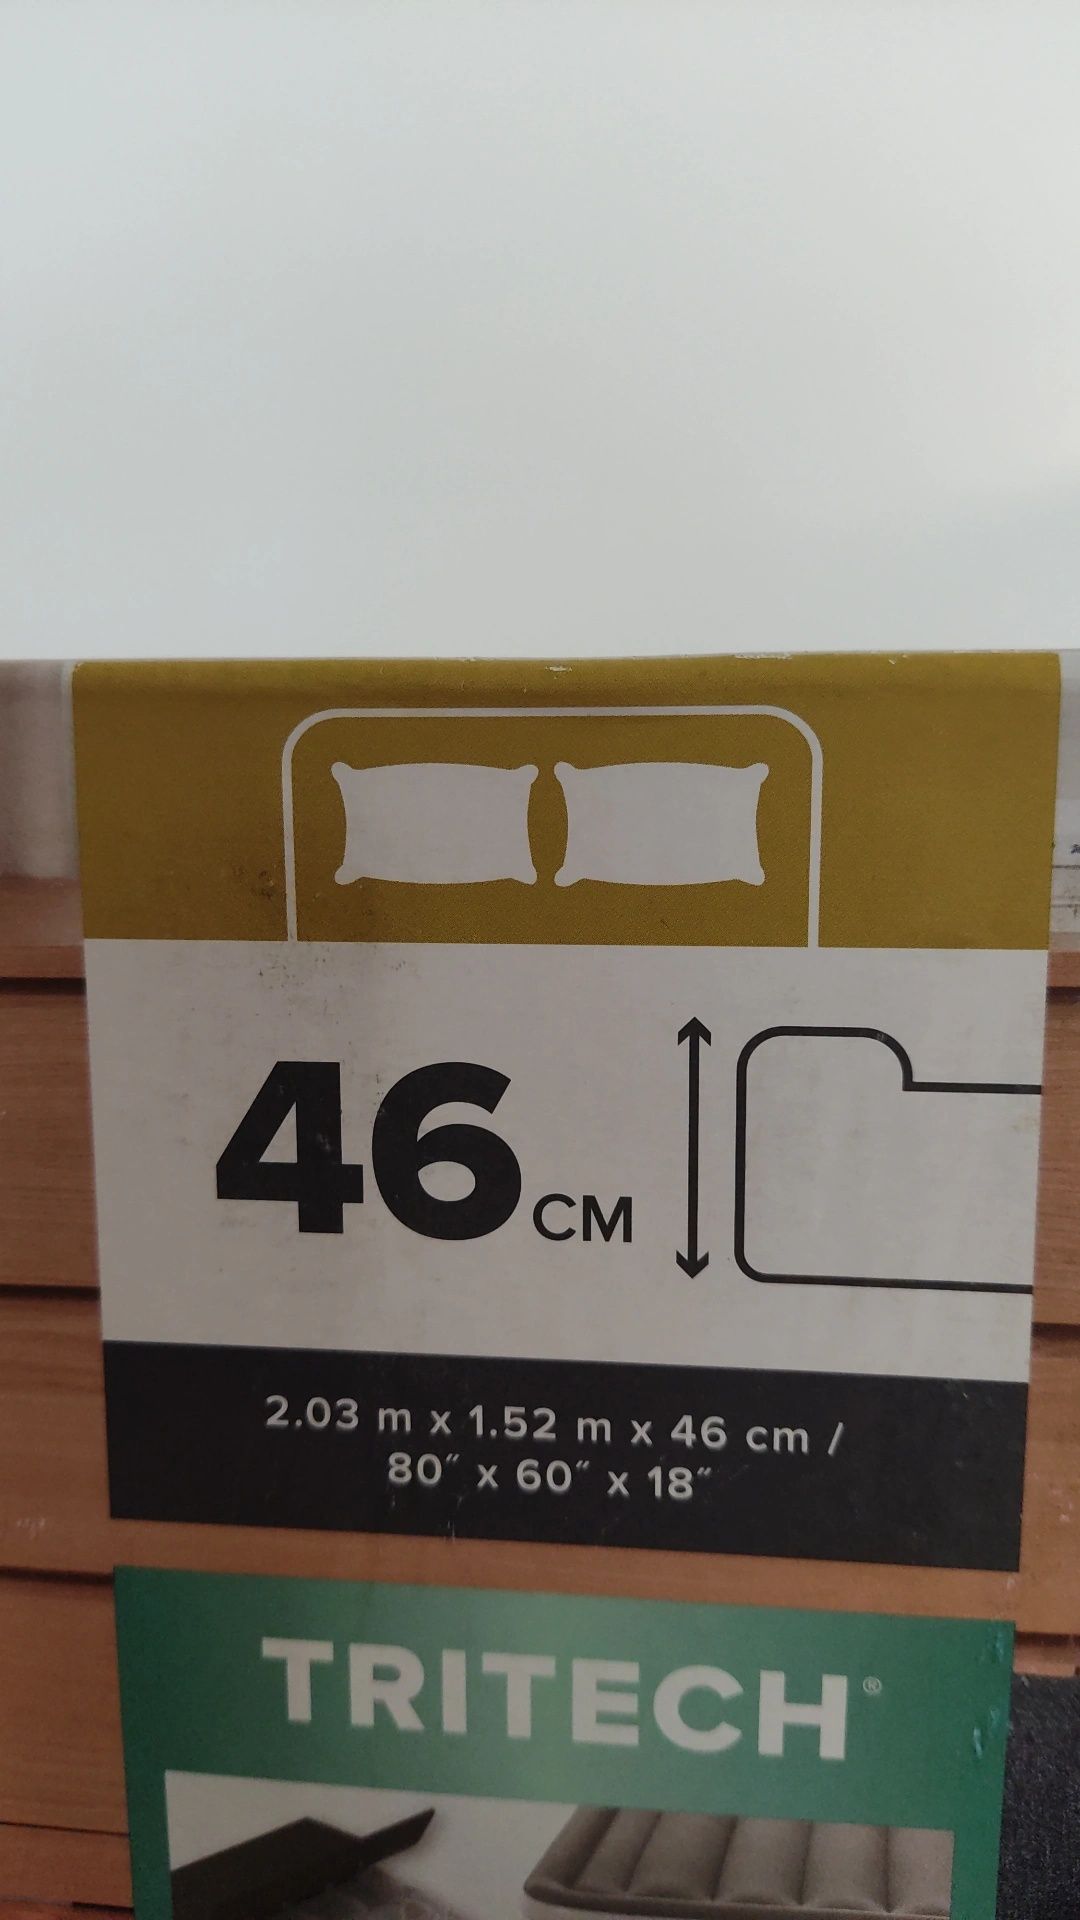 46 CM
2.03 m x 1.52 m x 46 cm /
80″ x 60″ x 18″
TRITECH®